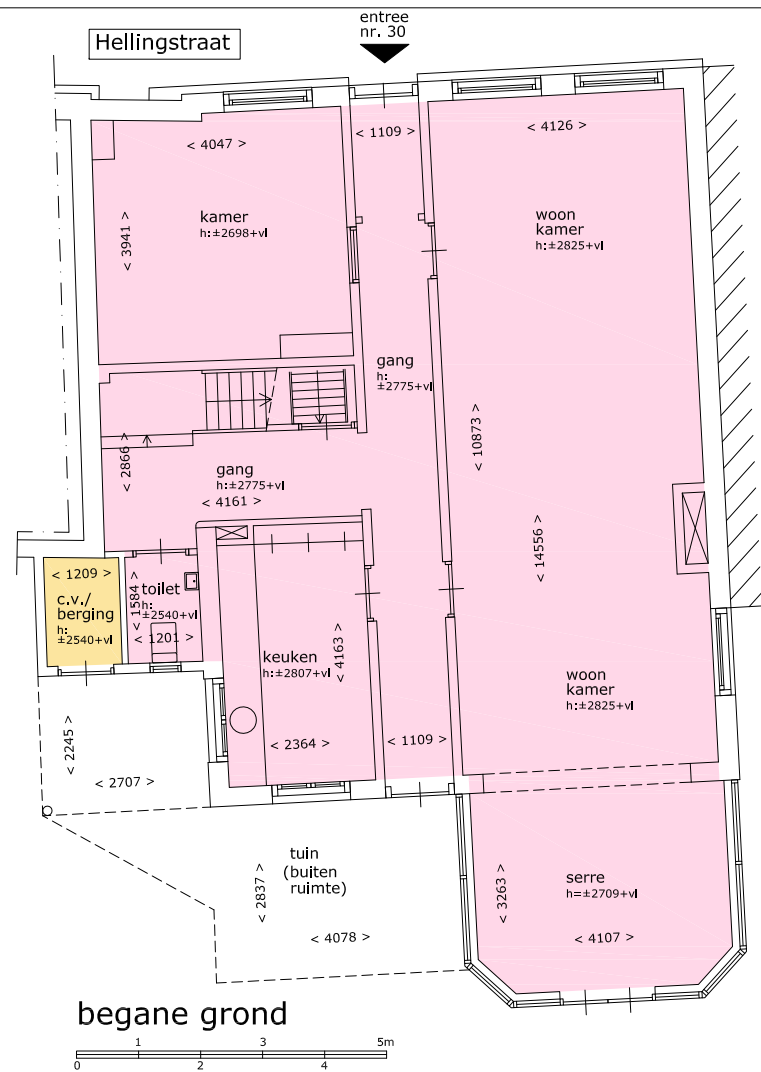 entree
nr. 30
Hellingstraat
< 4047 >
< 1109 >
< 4126 >
kamer
h:±2698+vl
< 3941 >
woon
kamer
h:±2825+vl
gang
h:
±2775+vl
< 10873 >
< 2866 >
gang
h:±2775+vl
< 4161 >
< 14556 >
< 1209 >
c.v./
berging
h:
±2540+vl
< 1584 >
toilet
h:
±2540+vl
< 1201 >
keuken
h:±2807+vl
< 4163 >
woon
kamer
h:±2825+vl
< 2245 >
< 2364 >
< 1109 >
< 2707 >
tuin
(buiten
ruimte)
< 2837 >
< 4078 >
serre
h=±2709+vl
< 3263 >
< 4107 >
begane grond
1 3 5m
0 2 4